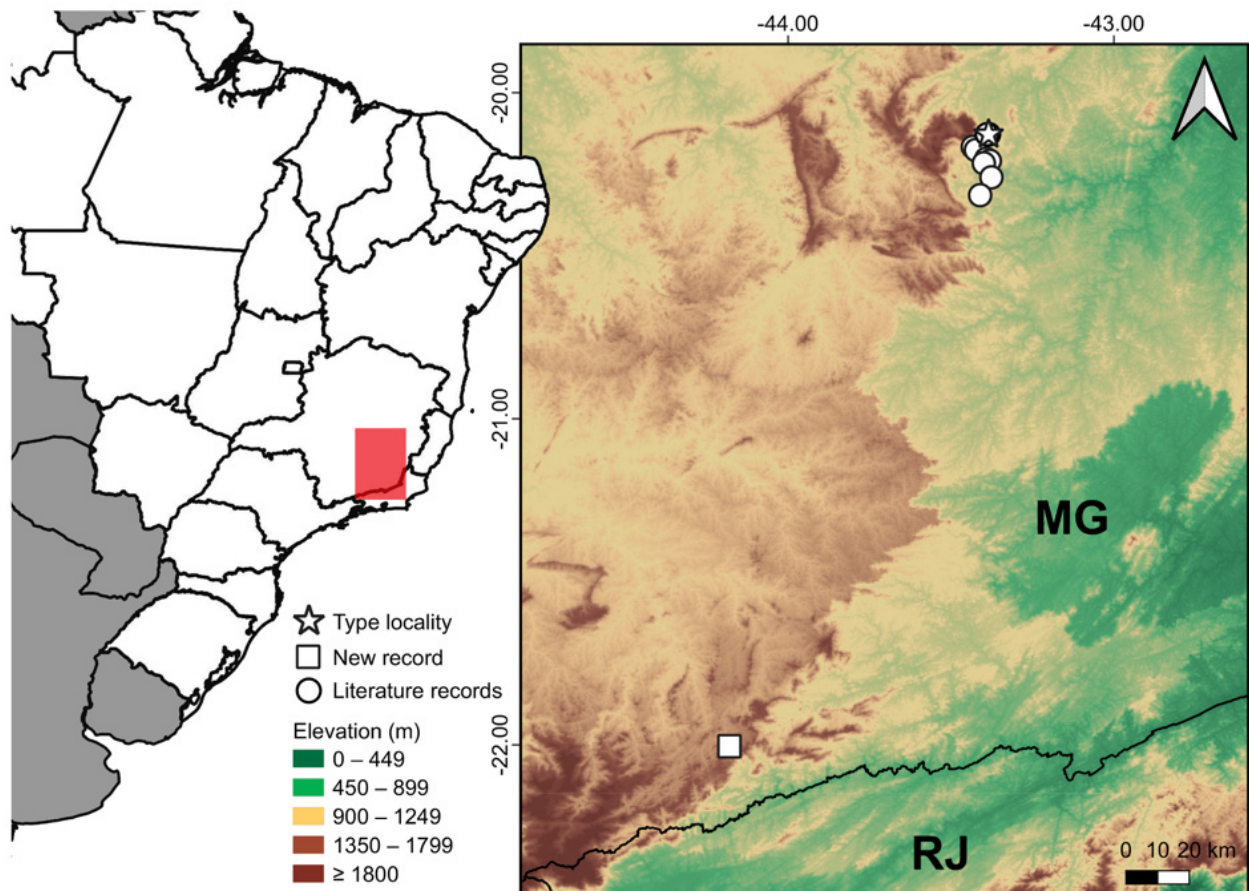 -44.00
-43.00
-20.00
-21.00
-22.00
MG
RJ
Type locality
New record
Literature records
Elevation (m)
0 – 449
450 – 899
900 – 1249
1350 – 1799
≥ 1800
0 10 20 km